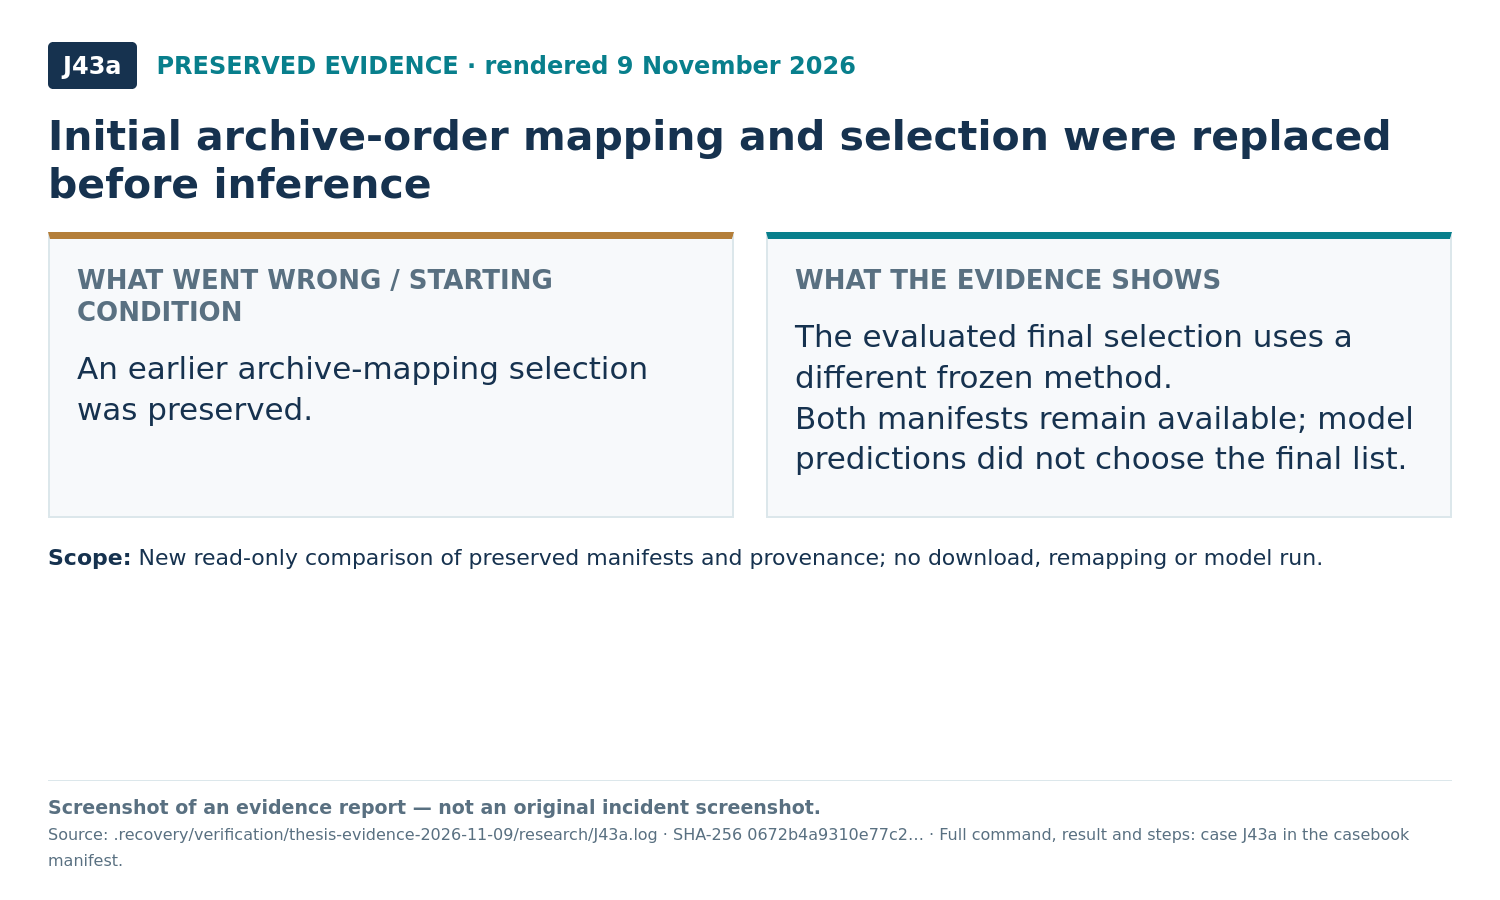 J43a PRESERVED EVIDENCE · rendered 9 November 2026
Initial archive-order mapping and selection were replaced
before inference
WHAT WENT WRONG / STARTING
CONDITION
An earlier archive-mapping selection
was preserved.
WHAT THE EVIDENCE SHOWS
The evaluated final selection uses a
different frozen method.
Both manifests remain available; model
predictions did not choose the final list.
Scope: New read-only comparison of preserved manifests and provenance; no download, remapping or model run.
Screenshot of an evidence report — not an original incident screenshot.
Source: .recovery/verification/thesis-evidence-2026-11-09/research/J43a.log · SHA-256 0672b4a9310e77c2… · Full command, result and steps: case J43a in the casebook
manifest.